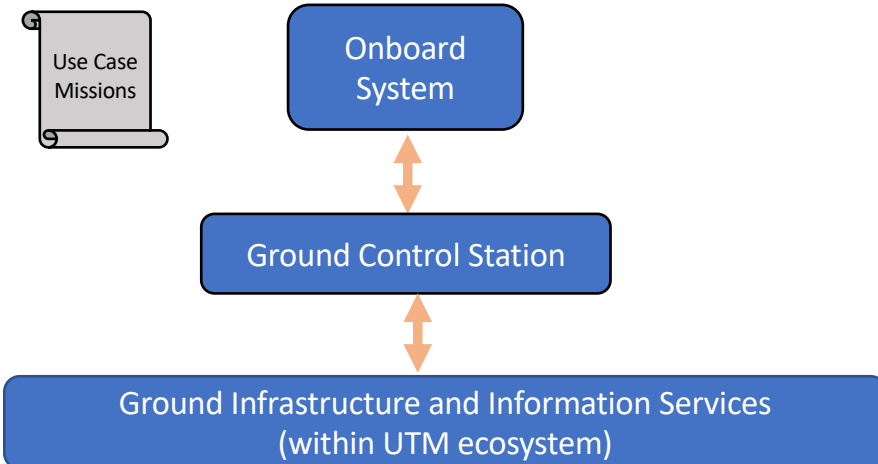 Use Case
Missions
Onboard
System
Ground Control Station
Ground Infrastructure and Information Services
(within UTM ecosystem)